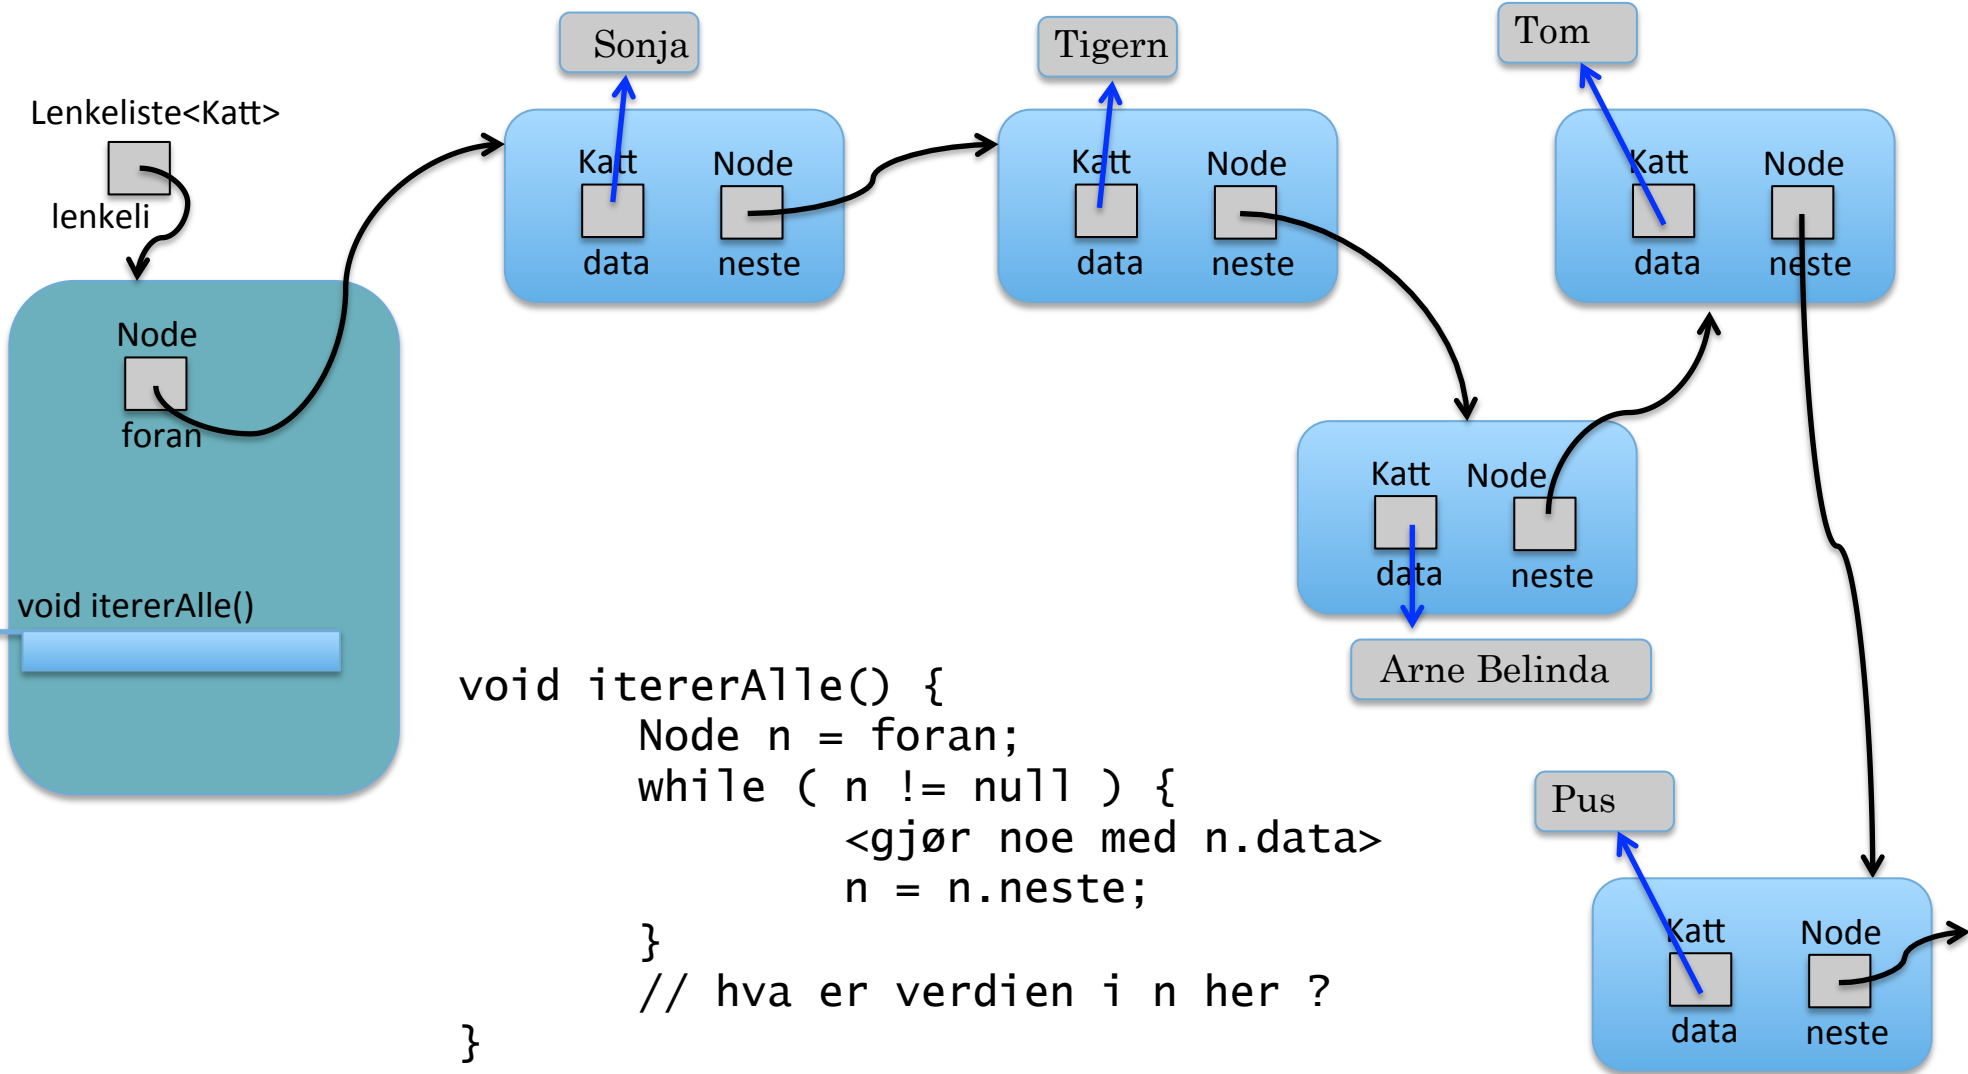 Lenkeliste<Katt>
lenkeli
Node
foran
void itererAlle()
Sonja
Katt Node
data neste
Tigern
Katt Node
data neste
Tom
Katt Node
data neste
Katt Node
data neste
Arne Belinda
Pus
Katt Node
data neste
void itererAlle() {
Node n = foran;
while ( n != null ) {
<gjør noe med n.data>
n = n.neste;
}
// hva er verdien i n her ?
}